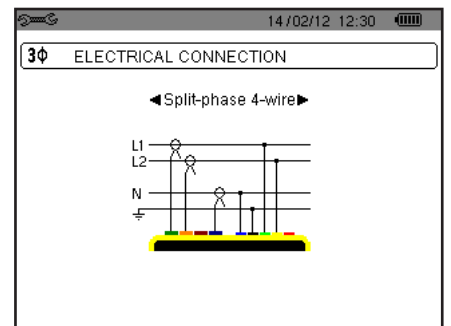 14/02/12 12:30
3ϕ ELECTRICAL CONNECTION
◄Split-phase 4-wire►
L1
L2
N